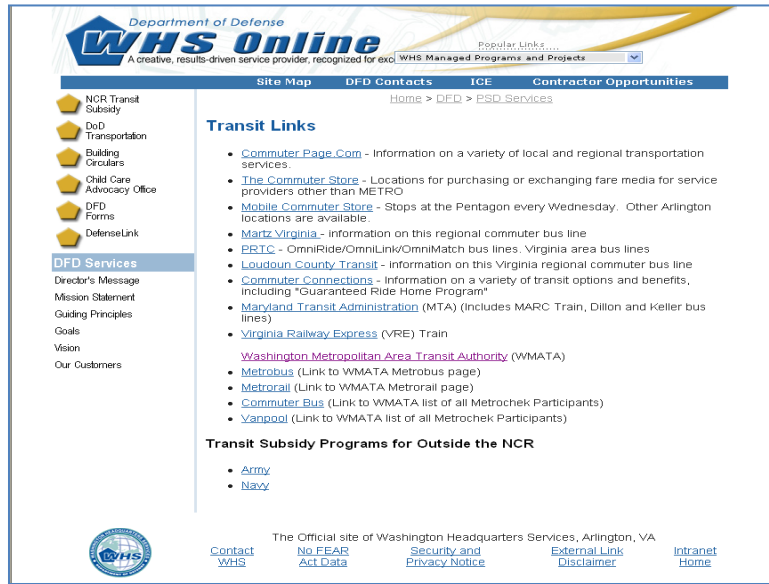 Department of Defense
WHS Online
A creative, results-driven service provider, recognized for exc
Popular Links
WHS Managed Programs and Projects
Site Map DFD Contacts ICE Contractor Opportunities
Home > DFD > PSD Services
NCR Transit
Subsidy
DoD
Transportation
Building
Circulars
Child Care
Advocacy Office
DFD
Forms
DefenseLink
DFD Services
Director's Message
Mission Statement
Guiding Principles
Goals
Vision
Our Customers
Transit Links
• Commuter Page.Com - Information on a variety of local and regional transportation
services.
• The Commuter Store - Locations for purchasing or exchanging fare media for service
providers other than METRO
• Mobile Commuter Store - Stops at the Pentagon every Wednesday. Other Arlington
locations are available.
• Martz Virginia - information on this regional commuter bus line
• PRTC - OmniRide/OmniLink/OmniMatch bus lines. Virginia area bus lines
• Loudoun County Transit - information on this Virginia regional commuter bus line
• Commuter Connections - Information on a variety of transit options and benefits,
including "Guaranteed Ride Home Program"
• Maryland Transit Administration (MTA) (Includes MARC Train, Dillon and Keller bus
lines)
• Virginia Railway Express (VRE) Train
Washington Metropolitan Area Transit Authority (WMATA)
• Metrobus (Link to WMATA Metrobus page)
• Metrorail (Link to WMATA Metrorail page)
• Commuter Bus (Link to WMATA list of all Metrochek Participants)
• Vanpool (Link to WMATA list of all Metrochek Participants)
Transit Subsidy Programs for Outside the NCR
• Army
• Navy
WHS
The Official site of Washington Headquarters Services, Arlington, VA
Contact No FEAR Security and External Link Intranet
WHS Act Data Privacy Notice Disclaimer Home